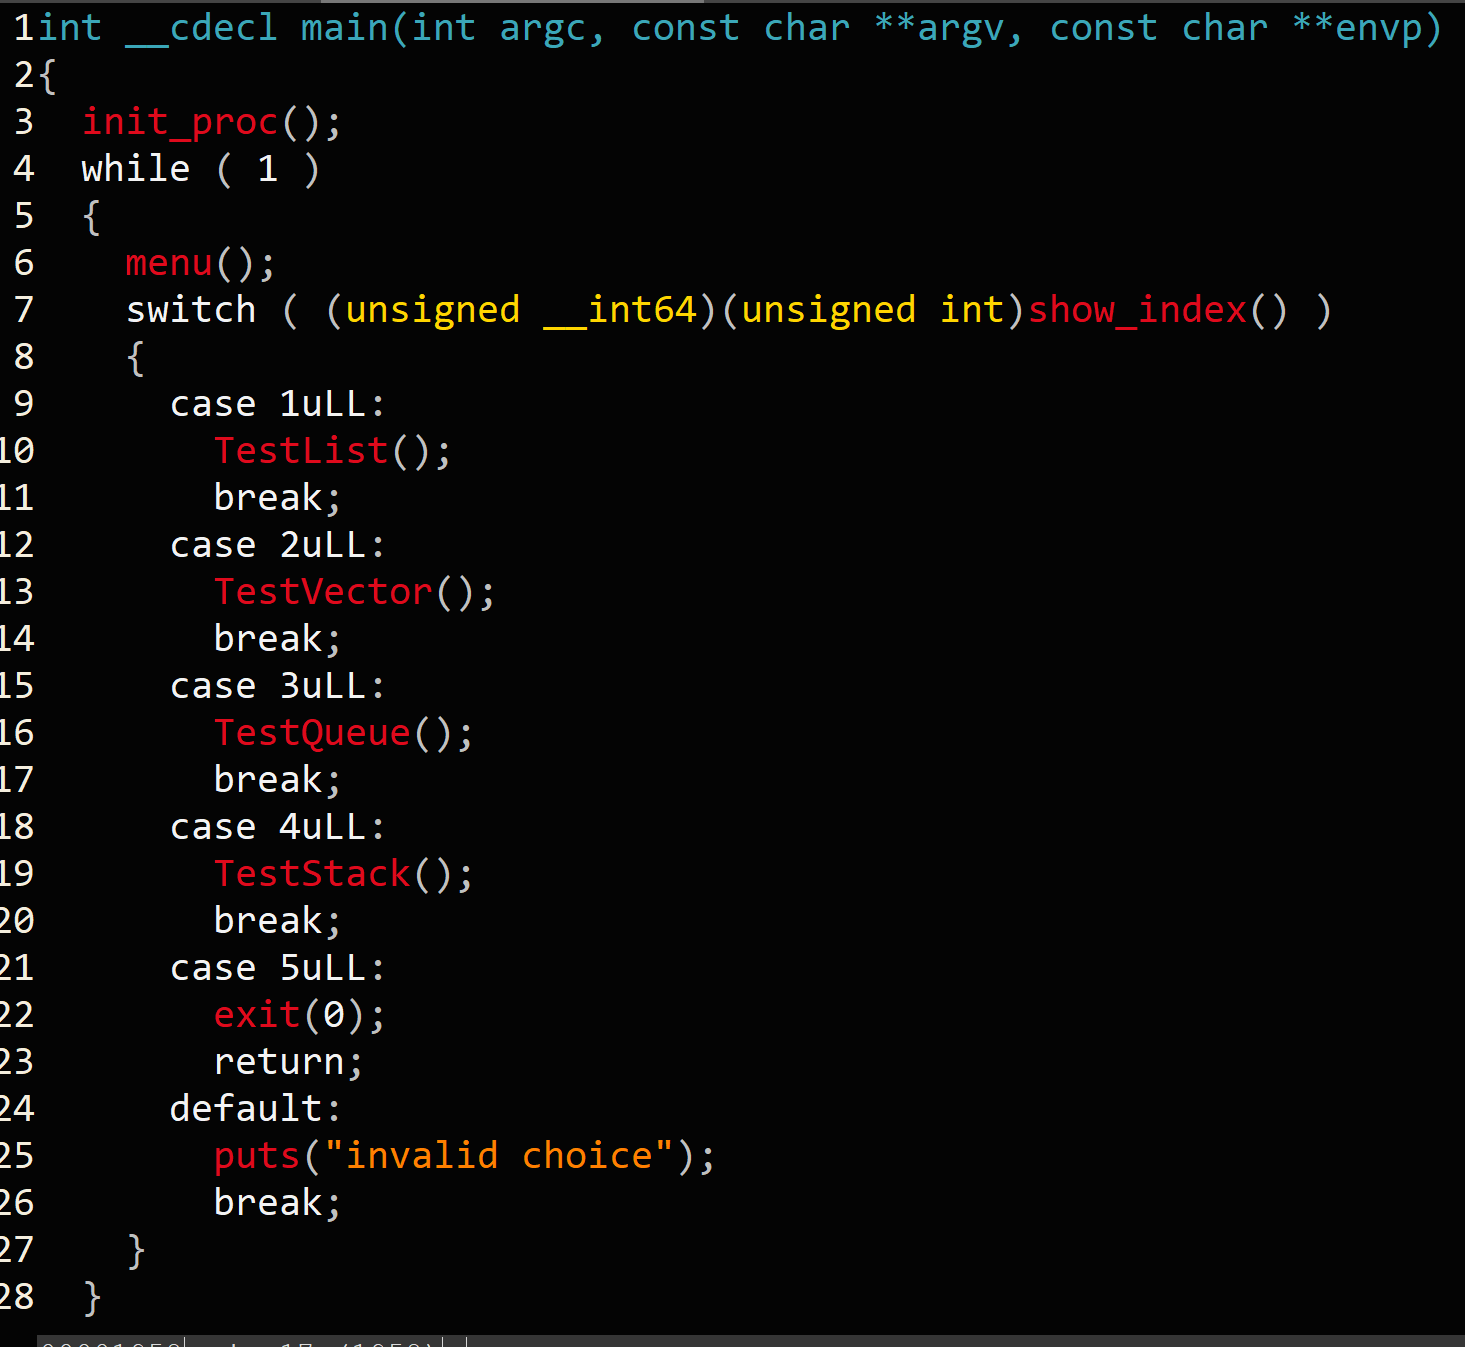 1int __cdecl main(int argc, const char **argv, const char **envp)
2{
3  init_proc();
4  while ( 1 )
5  {
6    menu();
7    switch ( (unsigned __int64)(unsigned int)show_index() )
8    {
9      case 1uLL:
10        TestList();
11        break;
12      case 2uLL:
13        TestVector();
14        break;
15      case 3uLL:
16        TestQueue();
17        break;
18      case 4uLL:
19        TestStack();
20        break;
21      case 5uLL:
22        exit(0);
23        return;
24      default:
25        puts("invalid choice");
26        break;
27    }
28  }